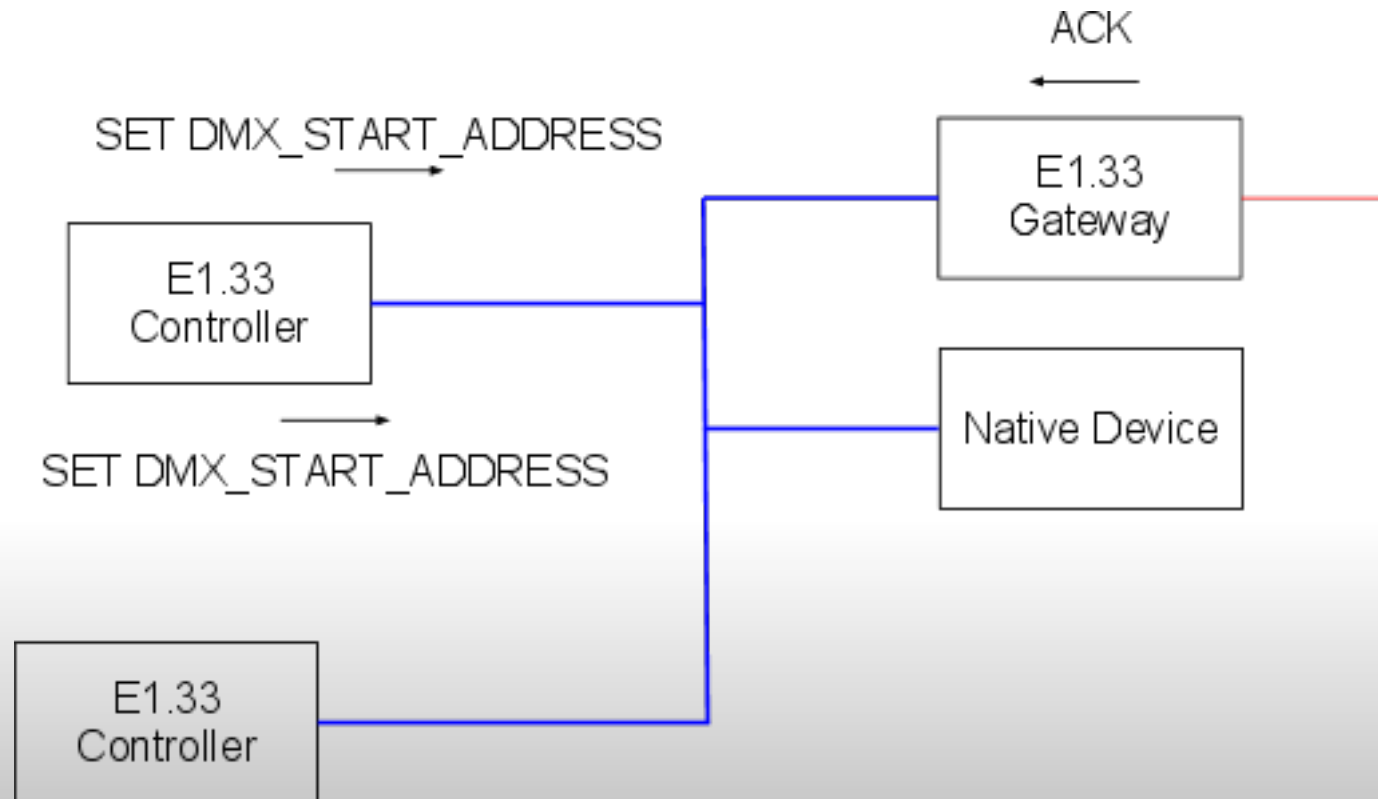 ACK
SET DMX_START_ADDRESS
E1.33
Gateway
E1.33
Controller
Native Device
SET DMX_START_ADDRESS
E1.33
Controller